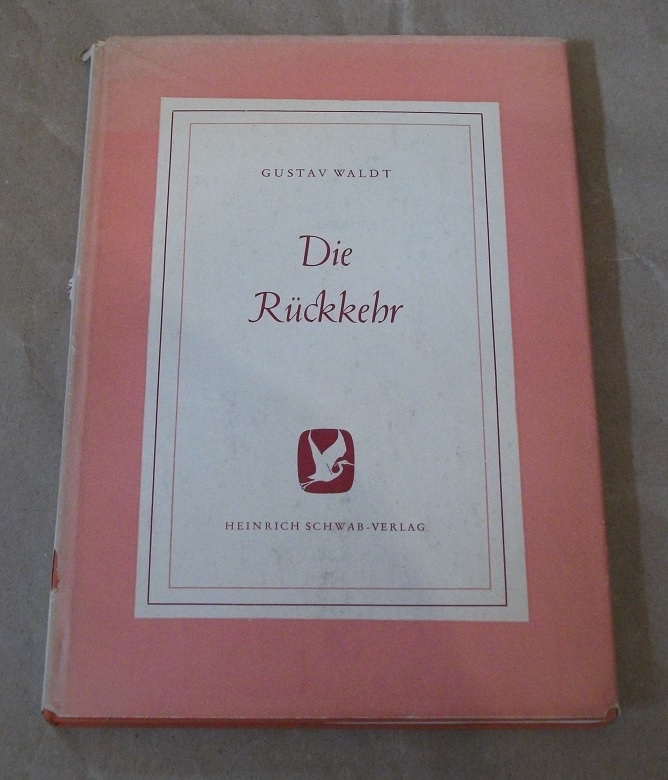 GUSTAV WALDT
Die
Rückkehr
HEINRICH SCHWAB-VERLAG